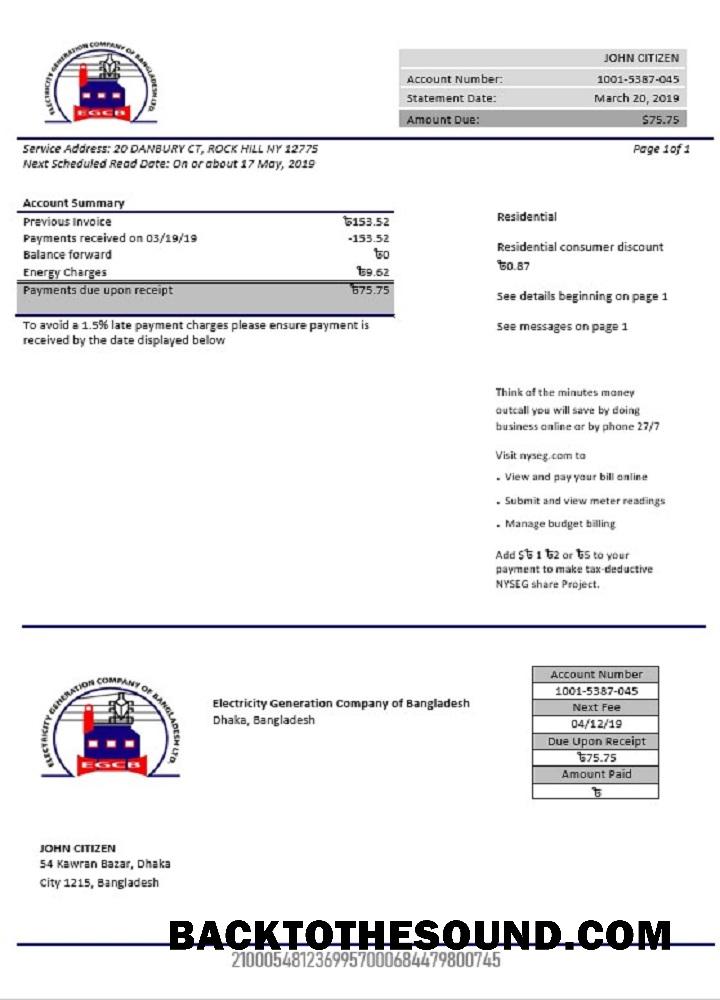 ELECTRICITY GENERATION COMPANY OF BANGLADESH LTD.
EGCB
JOHN CITIZEN
Account Number: 1001-5387-045
Statement Date: March 20, 2019
Amount Due: $75.75
Service Address: 20 DANBURY CT, ROCK HILL NY 12775
Page 1of 1
Next Scheduled Read Date: On or about 17 May, 2019
Account Summary
Previous Invoice ৳153.52
Payments received on 03/19/19 -153.52
Balance forward ৳0
Energy Charges ৳9.62
Payments due upon receipt ৳75.75
To avoid a 1.5% late payment charges please ensure payment is
received by the date displayed below
Residential
Residential consumer discount
৳0.87
See details beginning on page 1
See messages on page 1
Think of the minutes money
outcall you will save by doing
business online or by phone 27/7
Visit nyseg.com to
• View and pay your bill online
• Submit and view meter readings
• Manage budget billing
Add $৳ 1 ৳2 or ৳5 to your
payment to make tax-deductive
NYSEG share Project.
ELECTRICITY GENERATION COMPANY OF BANGLADESH LTD.
EGCB
Electricity Generation Company of Bangladesh
Dhaka, Bangladesh
Account Number
1001-5387-045
Next Fee
04/12/19
Due Upon Receipt
৳75.75
Amount Paid
৳
JOHN CITIZEN
54 Kawran Bazar, Dhaka
City 1215, Bangladesh
BACKTOTHESOUND.COM
2100054812369957000684479800745